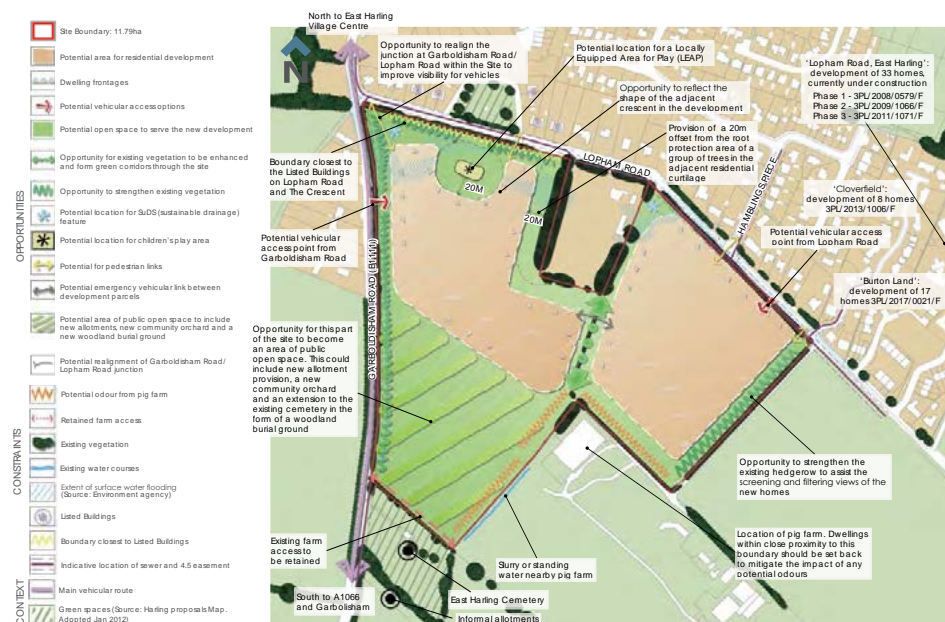 Site Boundary: 11.79ha
Potential area for residential development
Dwelling frontages
Potential vehicular access options
Potential open space to serve the new development
Opportunity for existing vegetation to be enhanced
and form green corridors through the site
Opportunity to strengthen existing vegetation
Potential location for SuDS (sustainable drainage)
feature
Potential location for children's play area
Potential for pedestrian links
Potential emergency vehicular link between
development parcels
Potential area of public open space to include
new allotments, new community orchard and a
new woodland burial ground
Potential realignment of Garboldisham Road/
Lopham Road junction
Potential odour from pig farm
Retained farm access
Existing vegetation
Existing water courses
Extent of surface water flooding
(Source: Environment agency)
Listed Buildings
Boundary closest to Listed Buildings
Indicative location of sewer and 4.5 easement
Main vehicular route
Green spaces (Source: Harling proposals Map.
Adopted Jan 2012)
OPPORTUNITIES
CONSTRAINTS
CONTEXT
North to East Harling
Village Centre
N
Opportunity to realign the
junction at Garboldisham Road/
Lopham Road within the Site to
improve visibility for vehicles
Potential location for a Locally
Equipped Area for Play (LEAP)
Opportunity to reflect the
shape of the adjacent
crescent in the development
Provision of a 20m
offset from the root
protection area of a
group of trees in the
adjacent residential
curtilage
'Lopham Road, East Harling':
development of 33 homes,
currently under construction
Phase 1 - 3PL/2008/0579/F
Phase 2 - 3PL/2009/1066/F
Phase 3 - 3PL/2011/1071/F
Boundary closest to
the Listed Buildings
on Lopham Road
and The Crescent
20M
20M
LOPHAM ROAD
HAMBLINGS PIECE
'Cloverfield':
development of 8 homes
3PL/2013/1006/F
Potential vehicular access
point from Lopham Road
Potential vehicular
access point from
Garboldisham Road
GARBOLDISHAM ROAD (B1110)
'Burton Land':
development of 17
homes 3PL/2017/0021/F
Opportunity for this part
of the site to become
an area of public
open space. This could
include new allotment
provision, a new
community orchard
and an extension to the
existing cemetery in the
form of a woodland
burial ground
Opportunity to strengthen the
existing hedgerow to assist the
screening and filtering views of the
new homes
Location of pig farm. Dwellings
within close proximity to this
boundary should be set back
to mitigate the impact of any
potential odours
Existing farm
access to
be retained
Slurry or standing
water nearby pig farm
South to A1066
and Garbolisham
East Harling Cemetery
Informal allotments